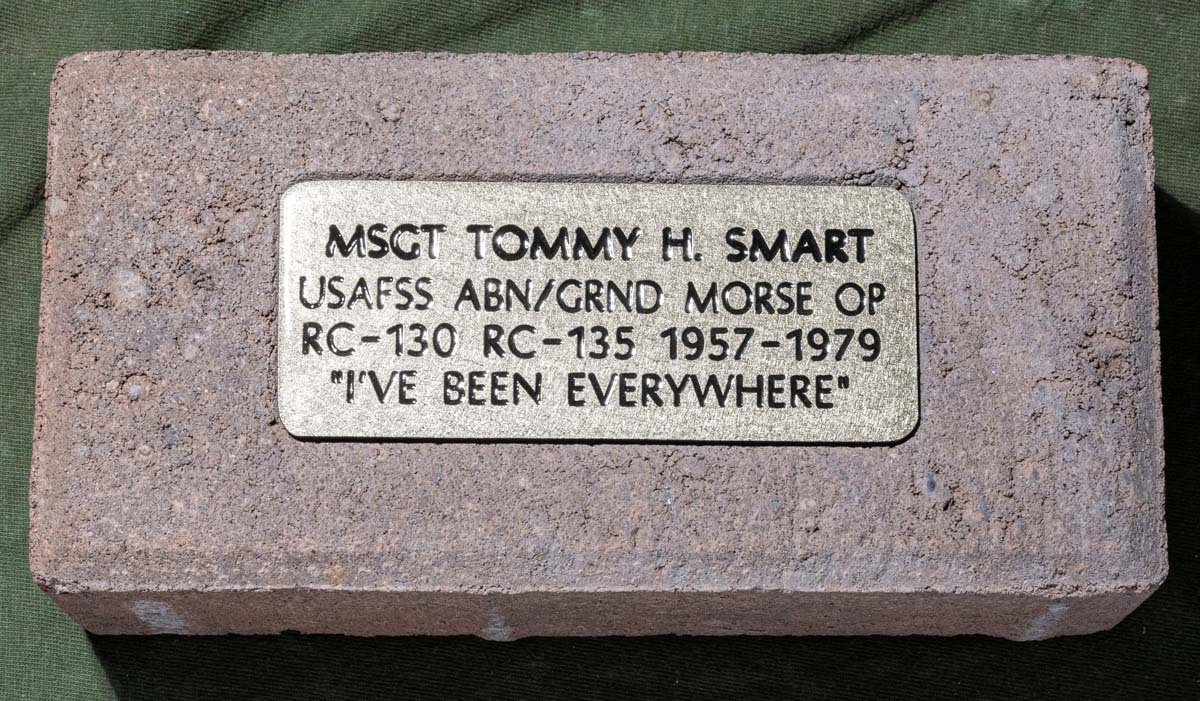 MSGT TOMMY H. SMART
USAFSS ABN/GRND MORSE OP
RC-130 RC-135 1957-1979
"I'VE BEEN EVERYWHERE"